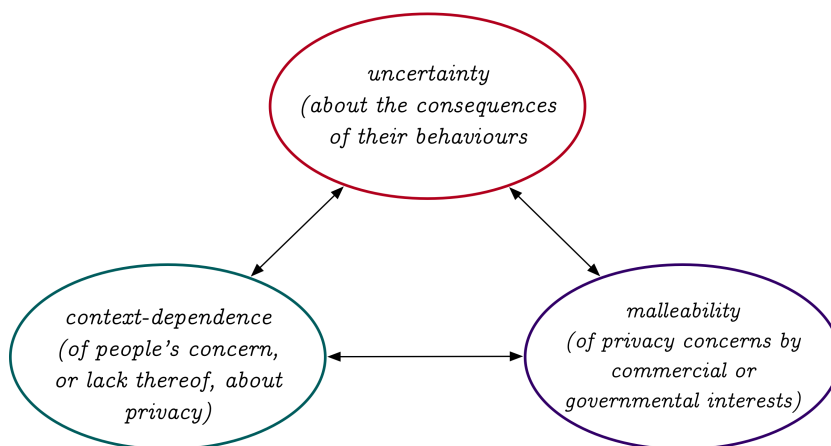 uncertainty
(about the consequences
of their behaviours
context-dependence
(of people's concern,
or lack thereof, about
privacy)
malleability
(of privacy concerns by
commercial or
governmental interests)